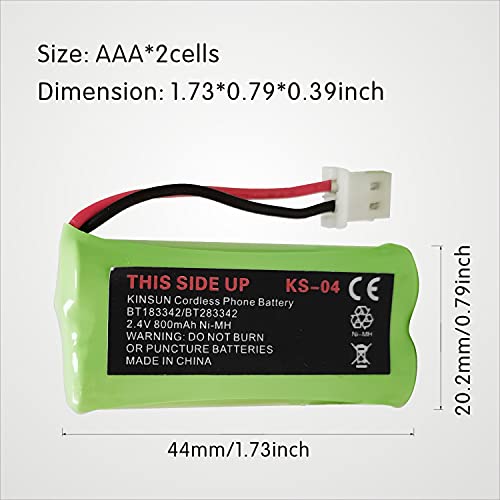 Size: AAA*2cells
Dimension: 1.73*0.79*0.39inch
THIS SIDE UP KS-04 CE
KINSUN Cordless Phone Battery
BT183342/BT283342
2.4V 800mAh Ni-MH
WARNING: DO NOT BURN
OR PUNCTURE BATTERIES
MADE IN CHINA
Ni-MH
20.2mm/0.79inch
44mm/1.73inch